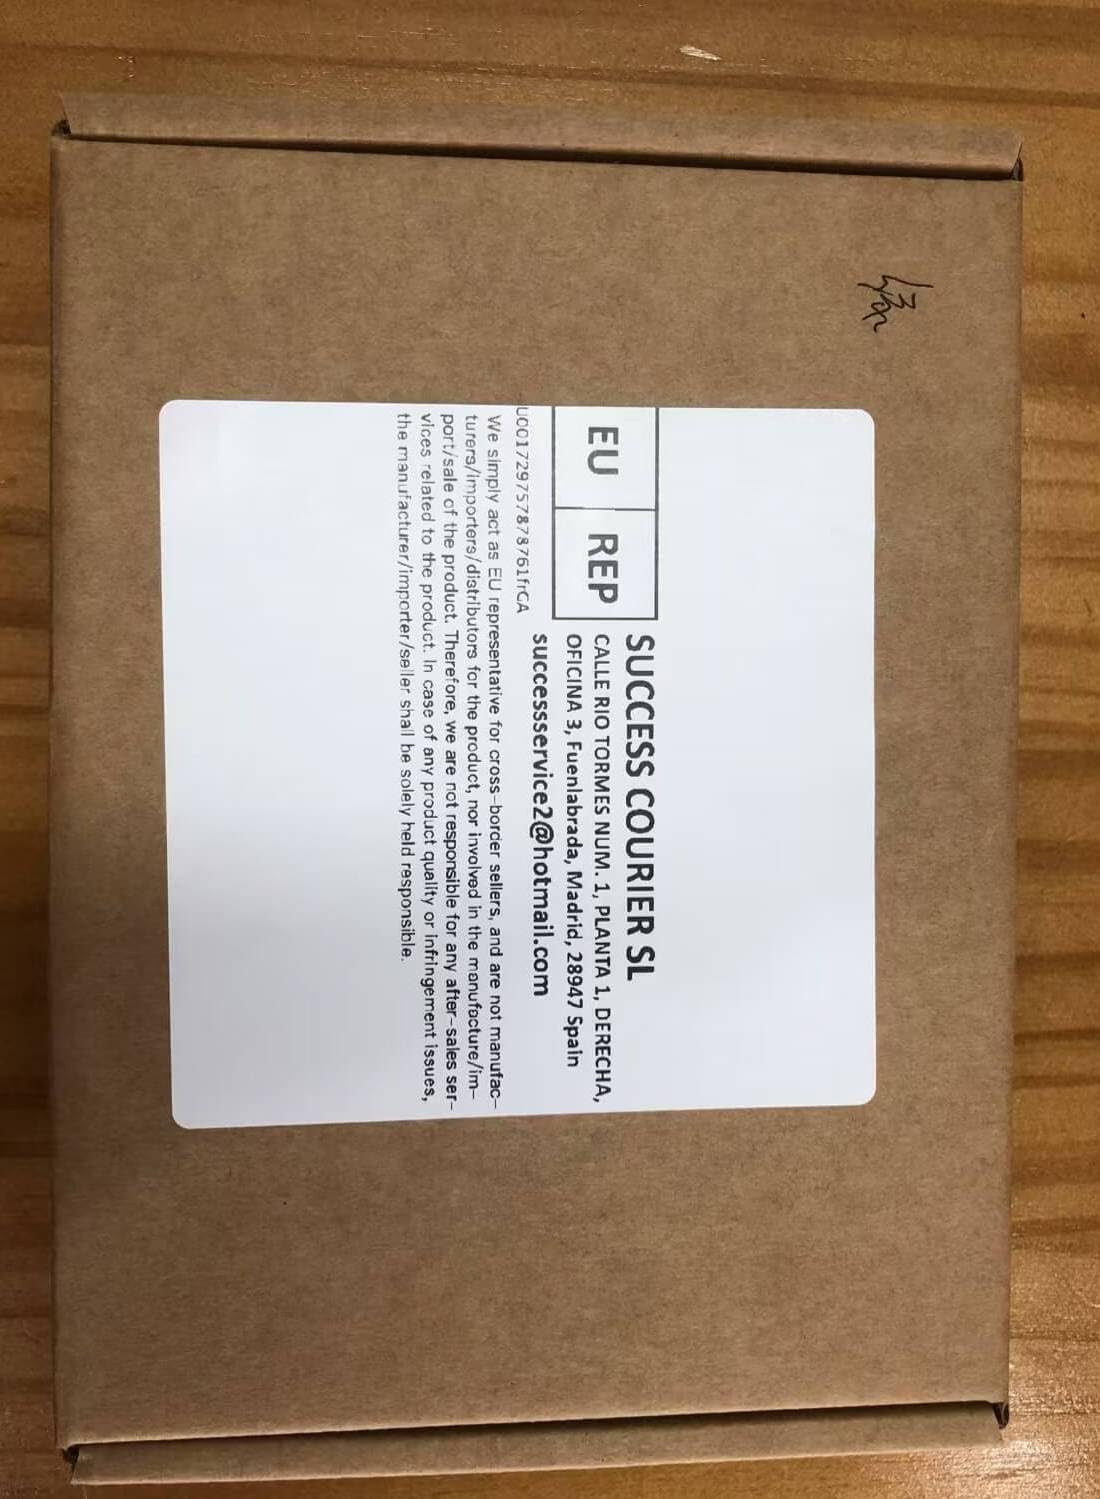 EU REP
SUCCESS COURIER SL
CALLE RIO TORMES NUM. 1, PLANTA 1, DERECHA,
OFICINA 3, Fuenlabrada, Madrid, 28947 Spain
successservice2@hotmail.com
U001729757878761frCA
We simply act as EU representative for cross-border sellers, and are not manufac-
turers/importers/distributors for the product, nor involved in the manufacture/im-
port/sale of the product. Therefore, we are not responsible for any after-sales ser-
vices related to the product. In case of any product quality or infringement issues,
the manufacturer/importer/seller shall be solely held responsible.